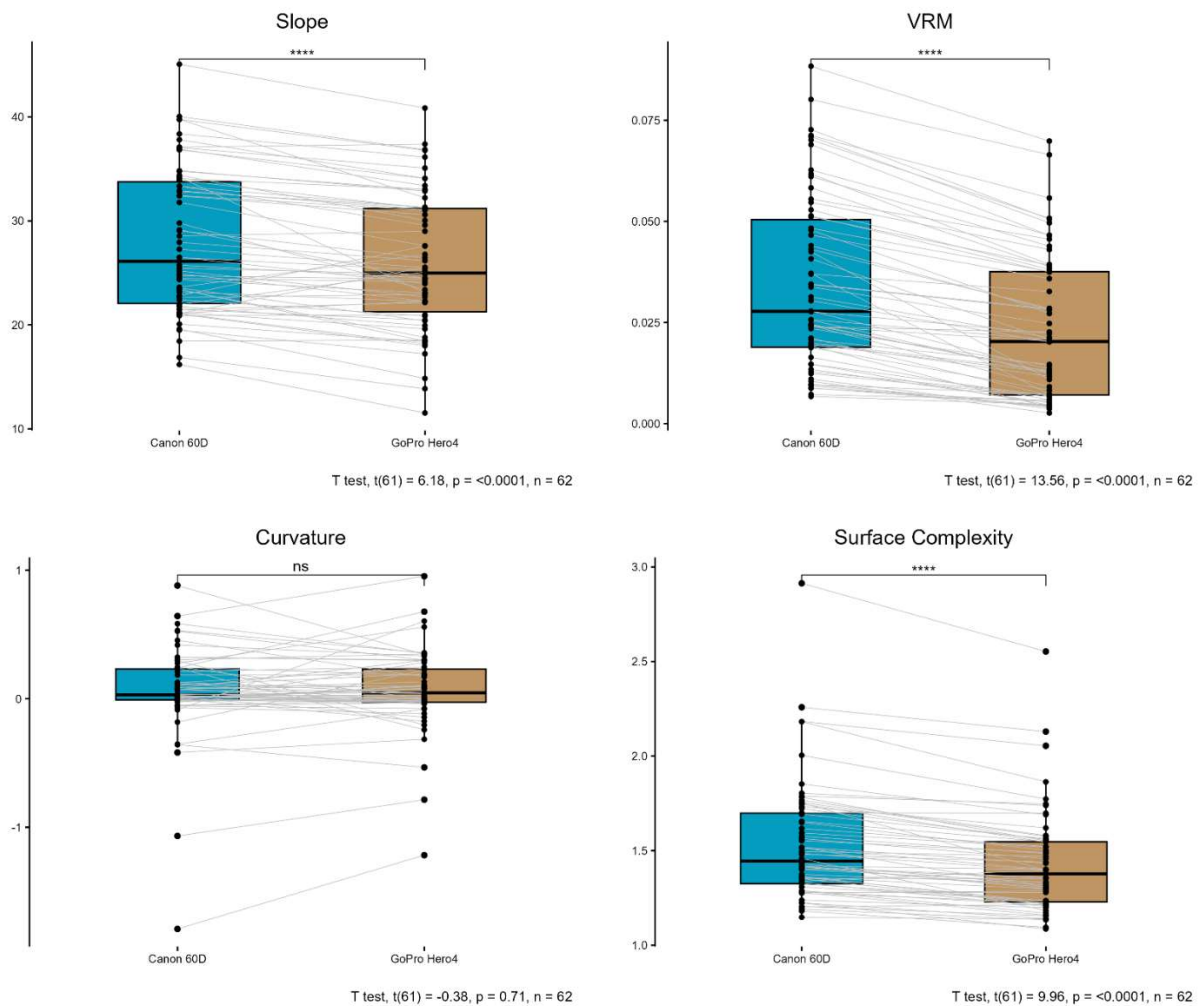 Slope
****
40
30
20
10
Canon 60D GoPro Hero4
T test, t(61) = 6.18, p = <0.0001, n = 62
VRM
****
0.075
0.050
0.025
0.000
Canon 60D GoPro Hero4
T test, t(61) = 13.56, p = <0.0001, n = 62
Curvature
ns
1
0
-1
Canon 60D GoPro Hero4
T test, t(61) = -0.38, p = 0.71, n = 62
Surface Complexity
****
3.0
2.5
2.0
1.5
1.0
Canon 60D GoPro Hero4
T test, t(61) = 9.96, p = <0.0001, n = 62